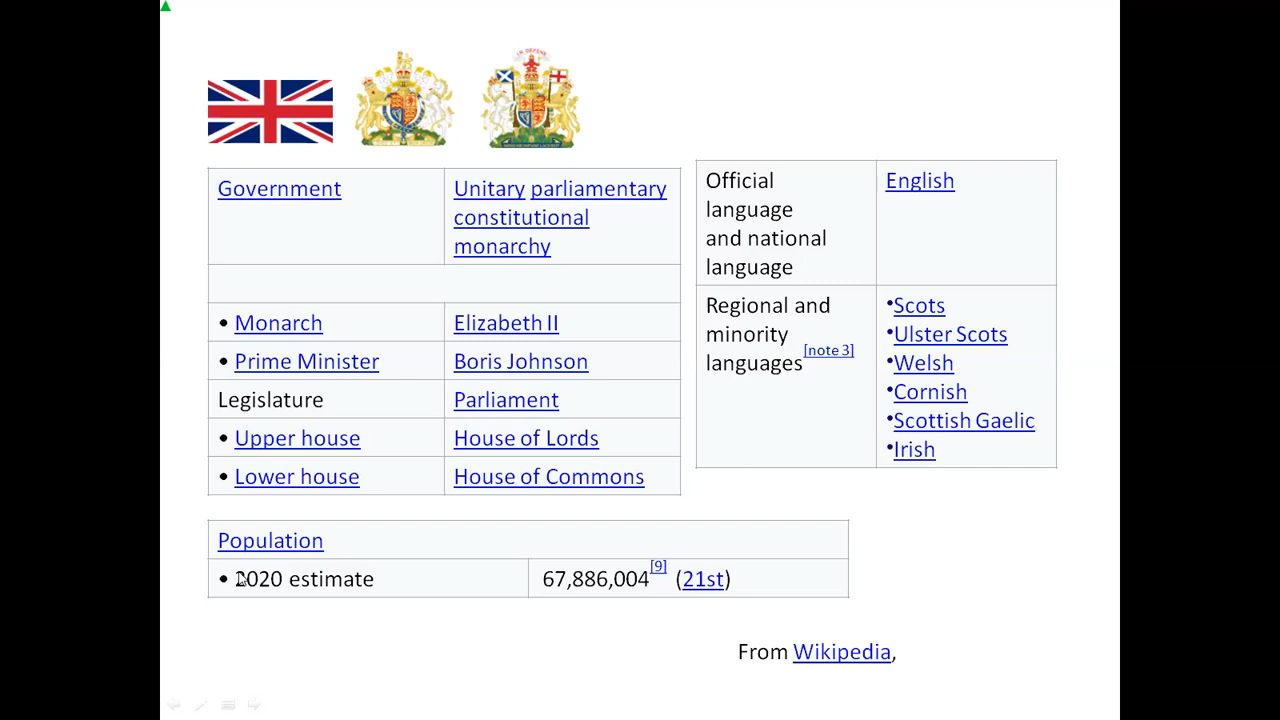 IN DEFENS
Government
Unitary parliamentary
constitutional
monarchy
• Monarch
Elizabeth II
• Prime Minister
Boris Johnson
Legislature
Parliament
• Upper house
House of Lords
• Lower house
House of Commons
Official
language
and national
language
English
Regional and
minority
languages[note 3]
•Scots
•Ulster Scots
•Welsh
•Cornish
•Scottish Gaelic
•Irish
Population
• 2020 estimate
67,886,004[9] (21st)
From Wikipedia,